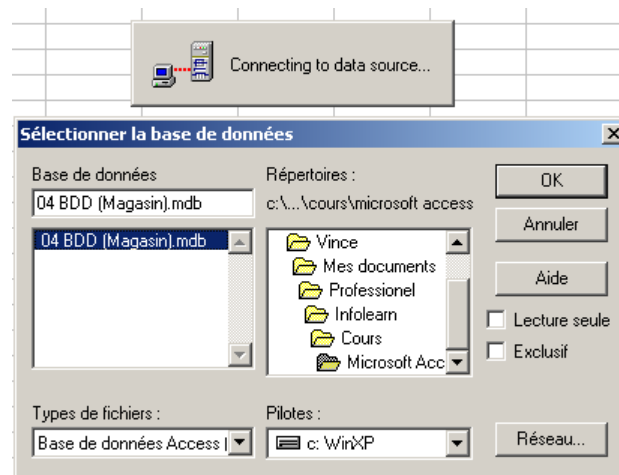 Connecting to data source...
Sélectionner la base de données
Base de données
04 BDD (Magasin).mdb
04 BDD (Magasin).mdb
Types de fichiers :
Base de données Access (
Répertoires :
c:\...\cours\microsoft access
Vince
Mes documents
Professionel
Infolearn
Cours
Microsoft Acc
Pilotes :
c: WinXP
OK
Annuler
Aide
Lecture seule
Exclusif
Réseau...